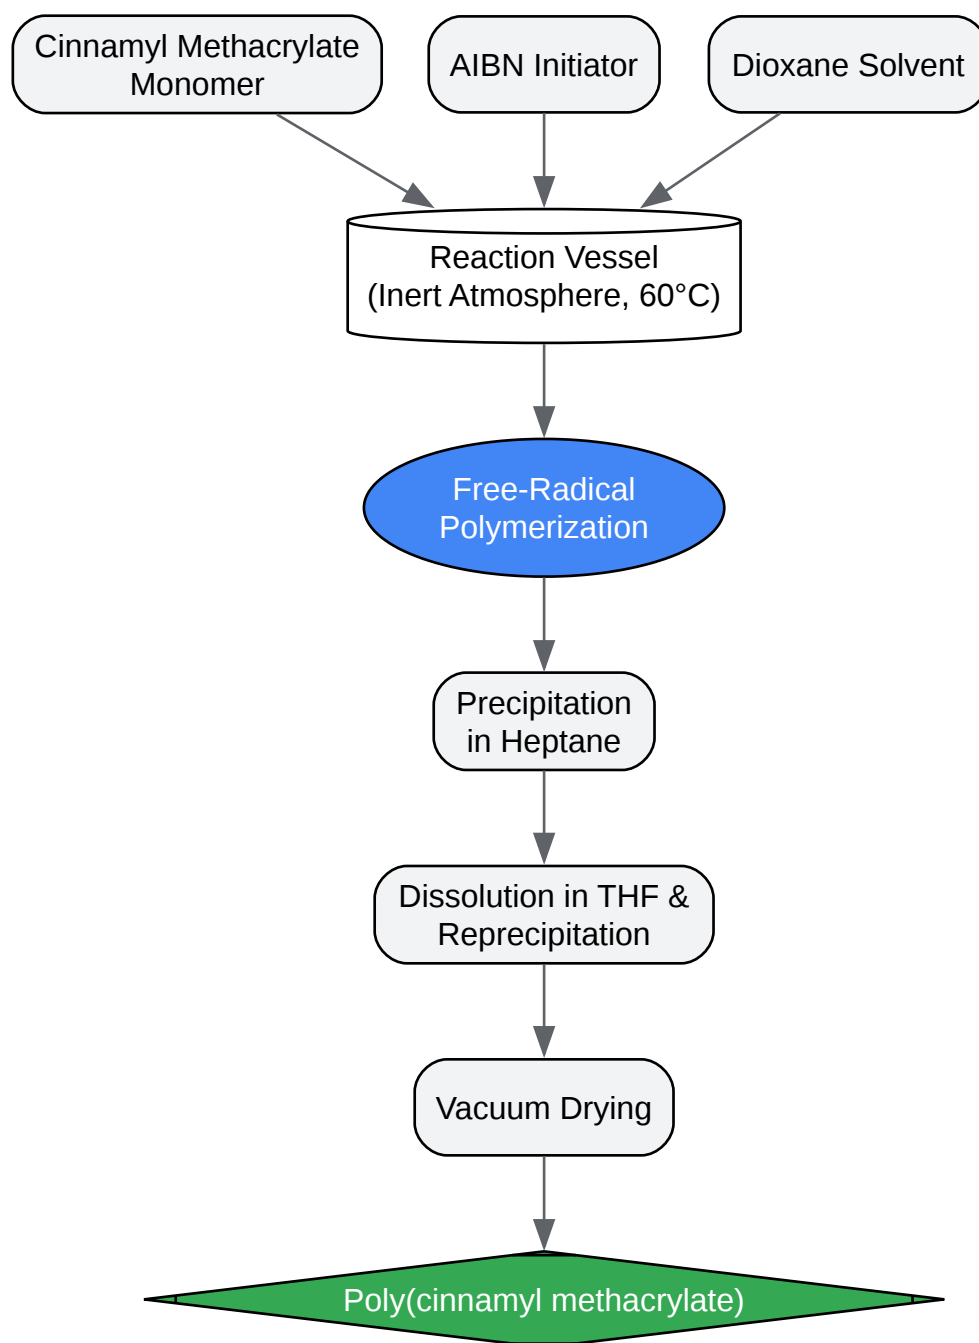 Cinnamyl Methacrylate
Monomer
AIBN Initiator
Dioxane Solvent
Reaction Vessel
(Inert Atmosphere, 60°C)
Free-Radical
Polymerization
Precipitation
in Heptane
Dissolution in THF &
Reprecipitation
Vacuum Drying
Poly(cinnamyl methacrylate)